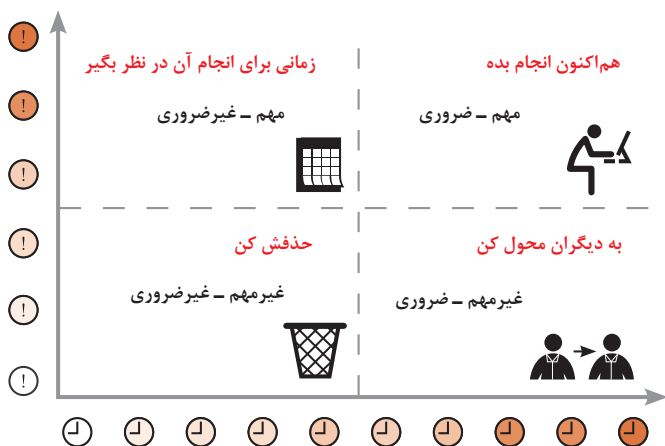 هم‌اکنون انجام بده
زمانی برای انجام آن در نظر بگیر
مهم – ضروری
مهم – غیرضروری
به دیگران محول کن
حذفش کن
غیرمهم – ضروری
غیرمهم – غیرضروری